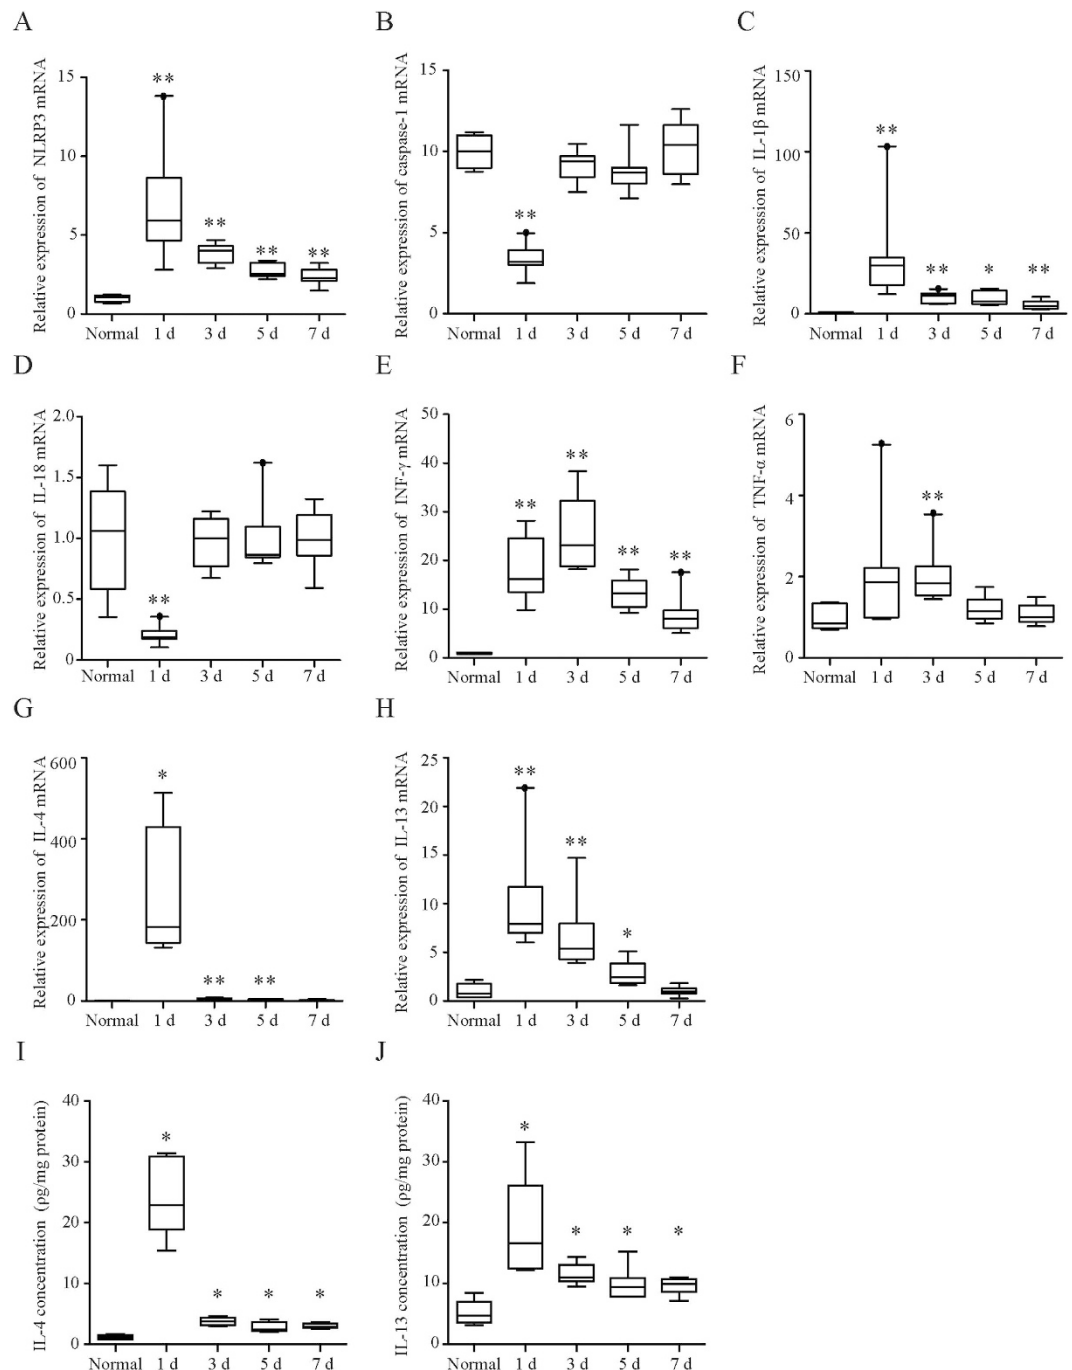 A
Relative expression of NLRP3 mRNA
15
10
5
0
**
**
**
**
Normal 1 d 3 d 5 d 7 d
B
Relative expression of caspase-1 mRNA
15
10
5
0
**
Normal 1 d 3 d 5 d 7 d
C
Relative expression of IL-1β mRNA
150
100
50
0
**
**
*
**
Normal 1 d 3 d 5 d 7 d
D
Relative expression of IL-18 mRNA
2.0
1.5
1.0
0.5
0
**
Normal 1 d 3 d 5 d 7 d
E
Relative expression of INF-γ mRNA
50
40
30
20
10
0
**
**
**
**
Normal 1 d 3 d 5 d 7 d
F
Relative expression of TNF-α mRNA
6
4
2
0
**
Normal 1 d 3 d 5 d 7 d
G
Relative expression of IL-4 mRNA
600
400
200
0
*
**
**
Normal 1 d 3 d 5 d 7 d
H
Relative expression of IL-13 mRNA
25
20
15
10
5
0
**
**
*
Normal 1 d 3 d 5 d 7 d
I
IL-4 concentration (ρg/mg protein)
40
30
20
10
0
*
*
*
*
Normal 1 d 3 d 5 d 7 d
J
IL-13 concentration (ρg/mg protein)
40
30
20
10
0
*
*
*
*
Normal 1 d 3 d 5 d 7 d